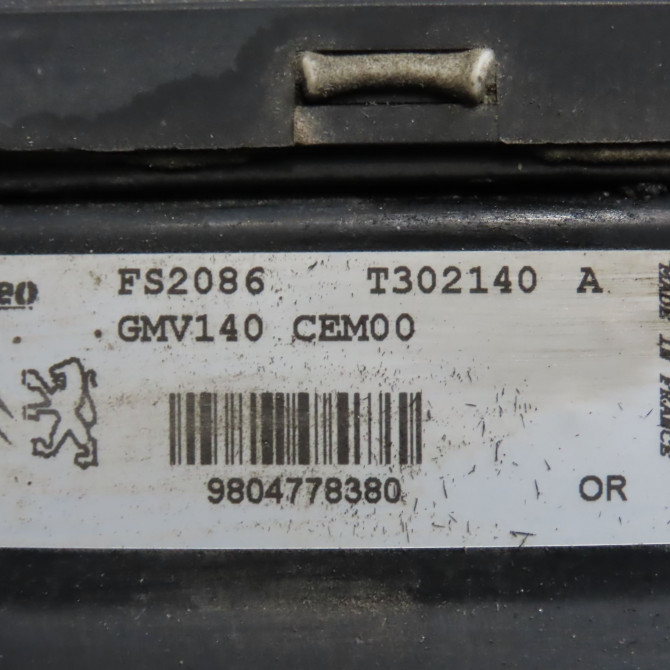 FS2086 T302140 A
GMV140 CEM00
9804778380
OR
MADE IN FRANCE